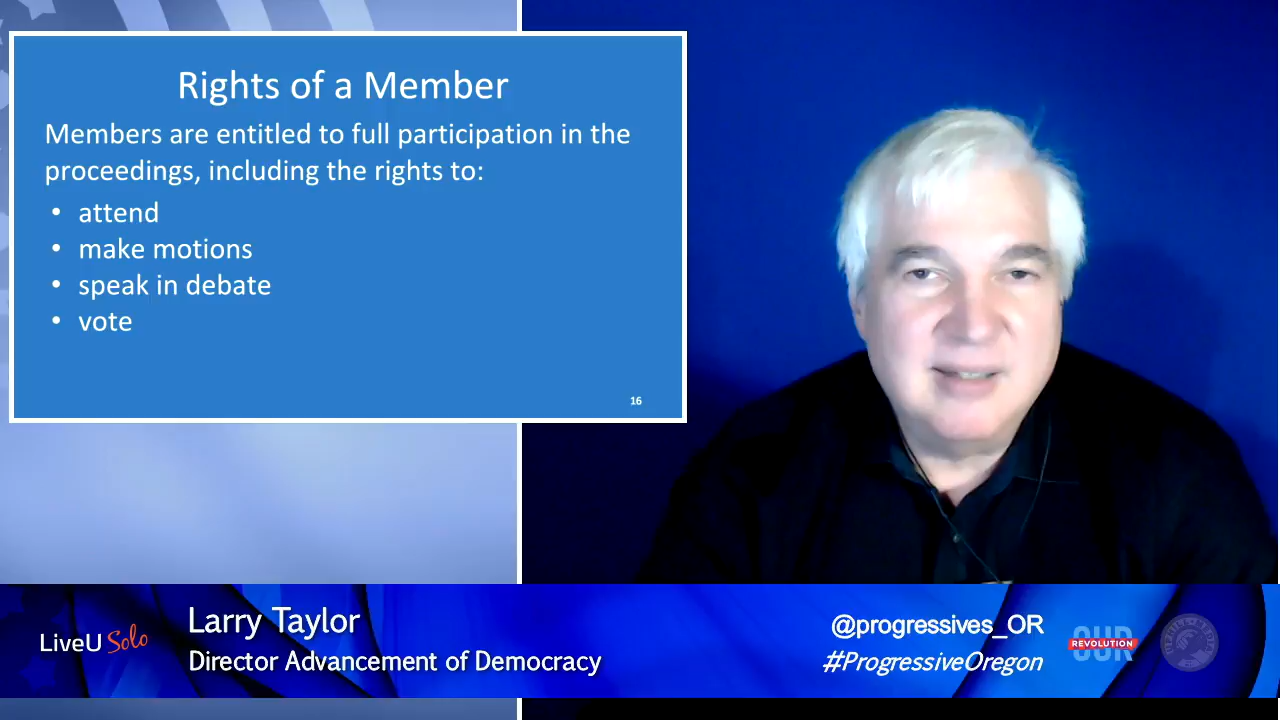 Rights of a Member
Members are entitled to full participation in the
proceedings, including the rights to:
• attend
• make motions
• speak in debate
• vote
16
LiveU Solo
Larry Taylor
Director Advancement of Democracy
@progressives_OR
#ProgressiveOregon
OUR
REVOLUTION